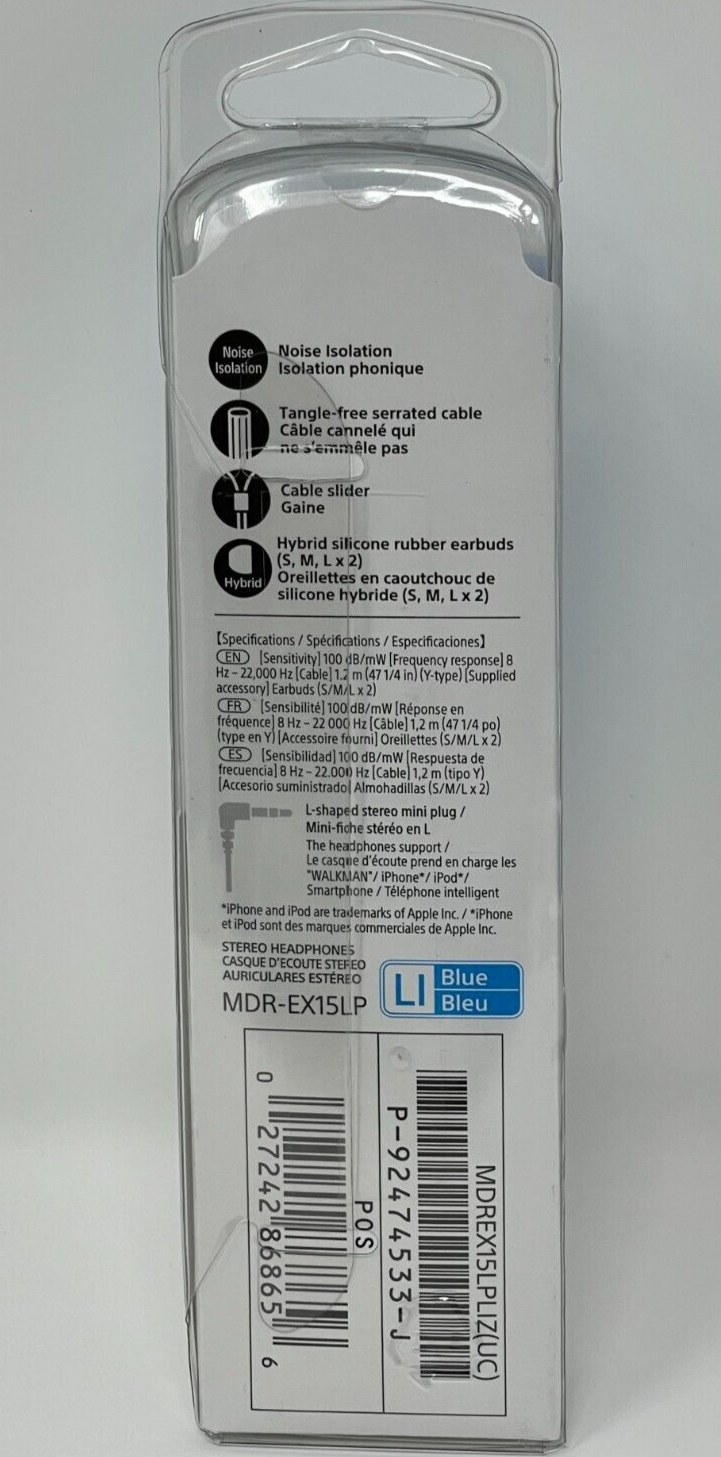 Noise
Isolation
Noise Isolation
Isolation phonique
Tangle-free serrated cable
Câble cannelé qui
ne s'emmêle pas
Cable slider
Gaine
Hybrid
Hybrid silicone rubber earbuds
(S, M, L x 2)
Oreillettes en caoutchouc de
silicone hybride (S, M, L x 2)
【Specifications / Spécifications / Especificaciones】
EN [Sensitivity] 100 dB/mW [Frequency response] 8
Hz – 22,000 Hz [Cable] 1.2 m (47 1/4 in) (Y-type) [Supplied
accessory] Earbuds (S/M/L x 2)
FR [Sensibilité] 100 dB/mW [Réponse en
fréquence] 8 Hz – 22 000 Hz [Câble] 1,2 m (47 1/4 po)
(type en Y) [Accessoire fourni] Oreillettes (S/M/L x 2)
ES [Sensibilidad] 100 dB/mW [Respuesta de
frecuencia] 8 Hz – 22.000 Hz [Cable] 1,2 m (tipo Y)
[Accesorio suministrado] Almohadillas (S/M/L x 2)
L-shaped stereo mini plug /
Mini-fiche stéréo en L
The headphones support /
Le casque d'écoute prend en charge les
"WALKMAN"/ iPhone*/ iPod*/
Smartphone / Téléphone intelligent
*iPhone and iPod are trademarks of Apple Inc. / *iPhone
et iPod sont des marques commerciales de Apple Inc.
STEREO HEADPHONES
CASQUE D'ECOUTE STEREO
AURICULARES ESTÉREO
MDR-EX15LP
LI
Blue
Bleu
MDREX15LPLIZ(UC)
P-92474533-J
POS
0 27242 86865 6